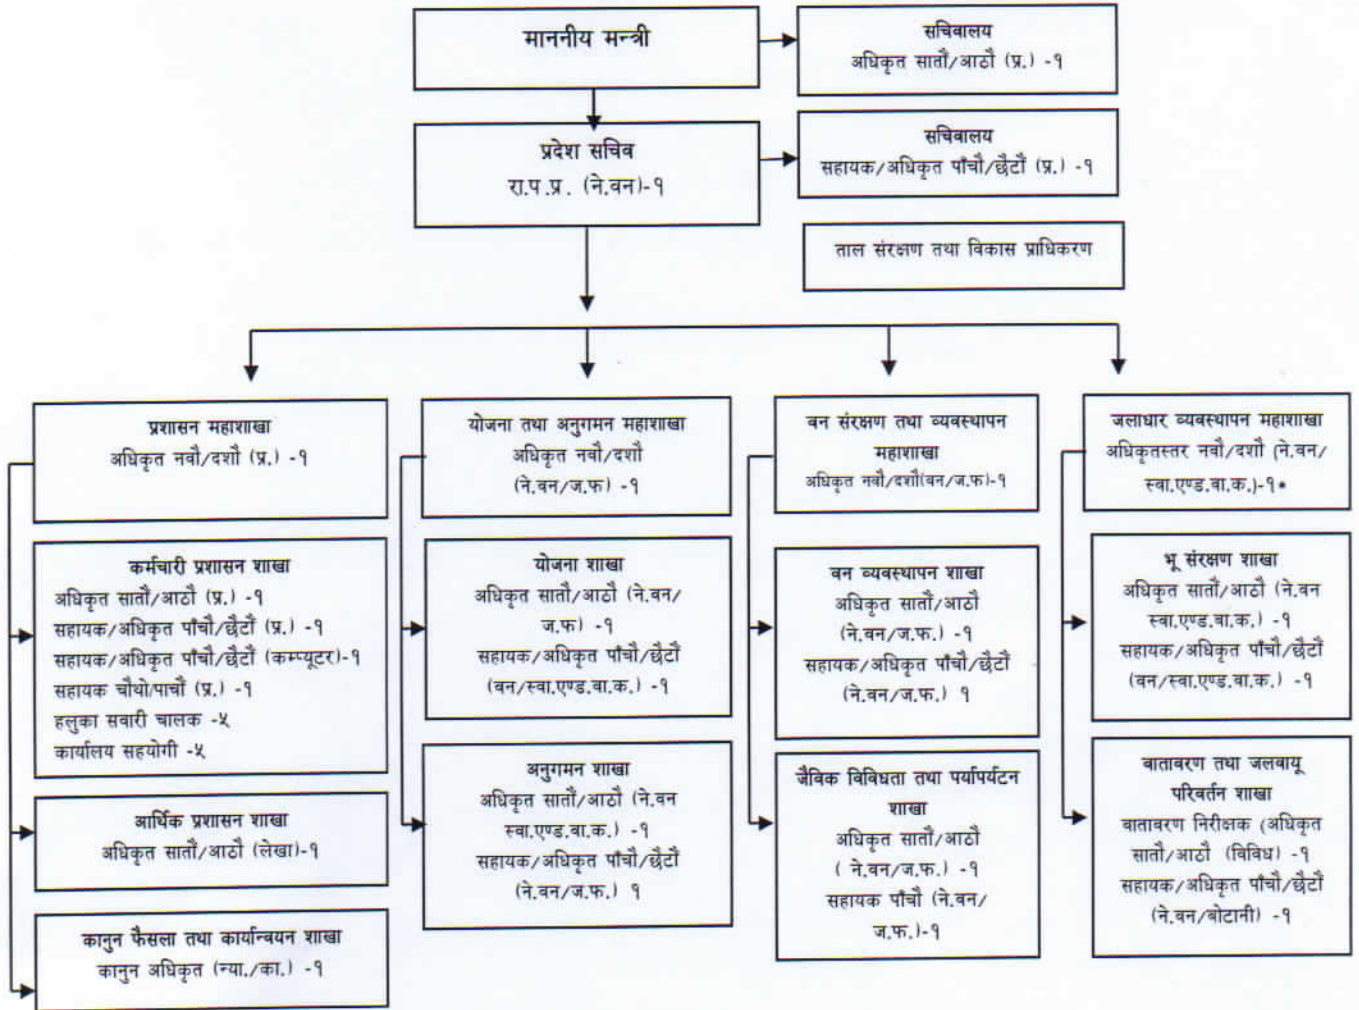 माननीय मन्त्री
सचिवालय
अधिकृत सातौं/आठौ (प्र.) -१
प्रदेश सचिव
रा.प.प्र. (ने.वन)-१
सचिवालय
सहायक/अधिकृत पाँचौ/छैटौं (प्र.) -१
ताल संरक्षण तथा विकास प्राधिकरण
प्रशासन महाशाखा
अधिकृत नवौ/दशौ (प्र.) -१
कर्मचारी प्रशासन शाखा
अधिकृत सातौं/आठौ (प्र.) -१
सहायक/अधिकृत पाँचौ/छैटौं (प्र.) -१
सहायक/अधिकृत पाँचौ/छैटौं (कम्प्यूटर)-१
सहायक चौथो/पाचौं (प्र.) -१
हलुका सवारी चालक -५
कार्यालय सहयोगी -५
आर्थिक प्रशासन शाखा
अधिकृत सातौं/आठौ (लेखा)-१
कानुन फैसला तथा कार्यान्वयन शाखा
कानुन अधिकृत (न्या./का.) -१
योजना तथा अनुगमन महाशाखा
अधिकृत नवौ/दशौ
(ने.वन/ज.फ) -१
योजना शाखा
अधिकृत सातौं/आठौ (ने.वन/
ज.फ) -१
सहायक/अधिकृत पाँचौ/छैटौं
(वन/स्वा.एण्ड.वा.क.) -१
अनुगमन शाखा
अधिकृत सातौं/आठौ (ने.वन
स्वा.एण्ड.वा.क.) -१
सहायक/अधिकृत पाँचौ/छैटौं
(ने.वन/ज.फ.) १
वन संरक्षण तथा व्यवस्थापन
महाशाखा
अधिकृत नवौ/दशौ(वन/ज.फ)-१
वन व्यवस्थापन शाखा
अधिकृत सातौं/आठौ
(ने.वन/ज.फ.) -१
सहायक/अधिकृत पाँचौ/छैटौं
(ने.वन/ज.फ.) १
जैविक विविधता तथा पर्यापर्यटन
शाखा
अधिकृत सातौं/आठौ
( ने.वन/ज.फ.) -१
सहायक पाँचौ (ने.वन/
ज.फ.)-१
जलाधार व्यवस्थापन महाशाखा
अधिकृतस्तर नवौ/दशौ (ने.वन/
स्वा.एण्ड.वा.क.)-१*
भू संरक्षण शाखा
अधिकृत सातौं/आठौ (ने.वन
स्वा.एण्ड.वा.क.) -१
सहायक/अधिकृत पाँचौ/छैटौं
(वन/स्वा.एण्ड.वा.क.) -१
वातावरण तथा जलवायू
परिवर्तन शाखा
वातावरण निरीक्षक (अधिकृत
सातौं/आठौ (विविध) -१
सहायक/अधिकृत पाँचौ/छैटौं
(ने.वन/बोटानी) -१